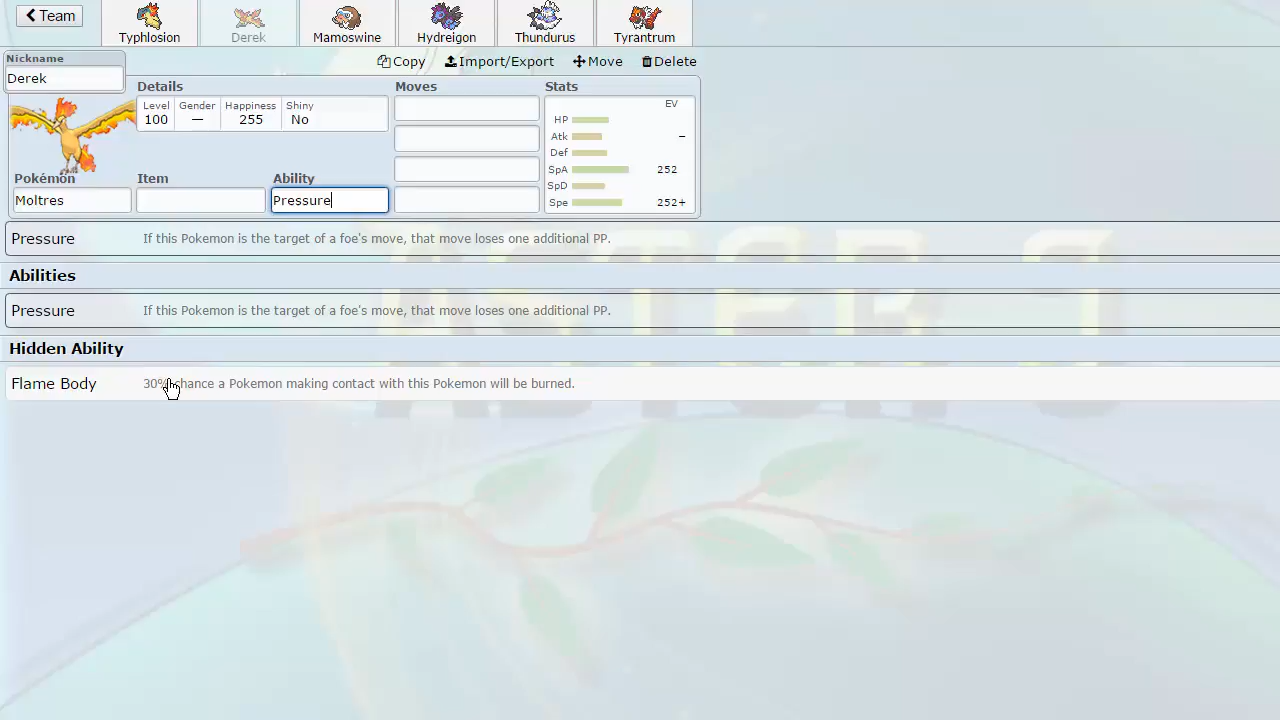 Team
Typhlosion
Derek
Mamoswine
Hydreigon
Thundurus
Tyrantrum
Copy
Import/Export
Move
Delete
Nickname
Derek
Details
Moves
Stats
Level
Gender
Happiness
Shiny
100
—
255
No
EV
HP
Atk –
Def
SpA 252
SpD
Spe 252+
Pokémon
Item
Ability
Moltres
Pressure
Pressure If this Pokemon is the target of a foe's move, that move loses one additional PP.
Abilities
Pressure If this Pokemon is the target of a foe's move, that move loses one additional PP.
Hidden Ability
Flame Body 30% chance a Pokemon making contact with this Pokemon will be burned.